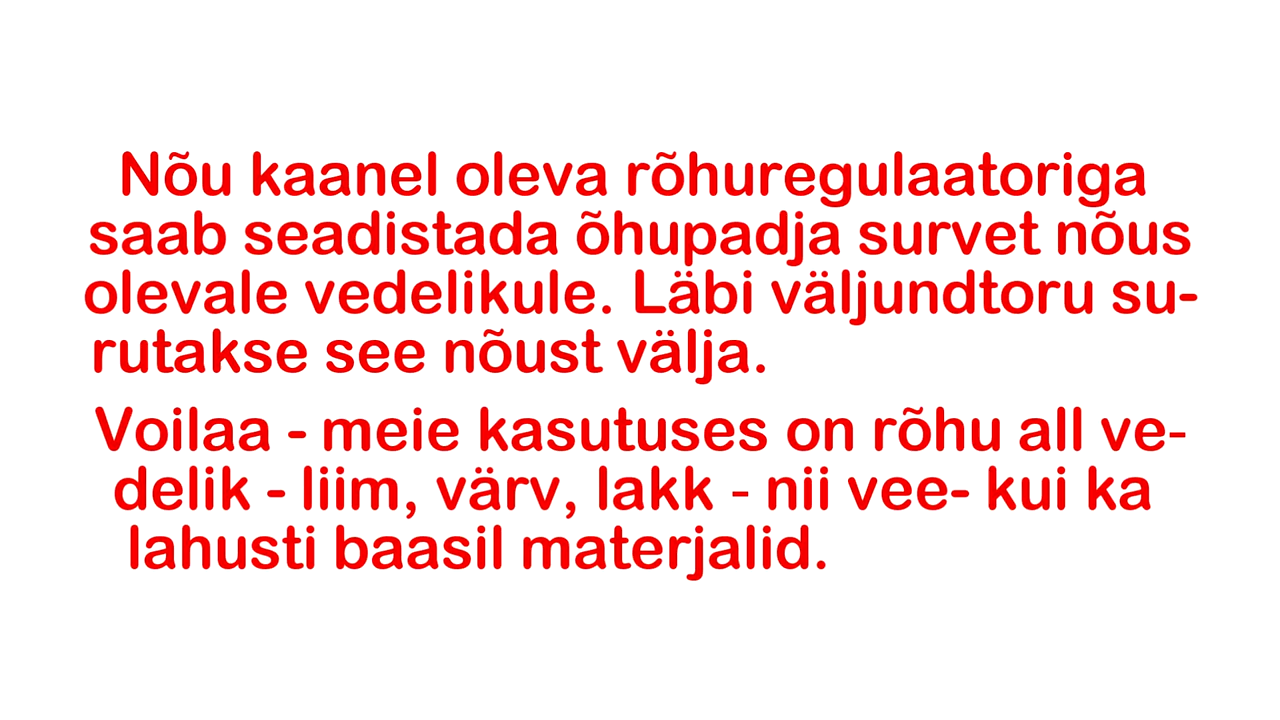 Nõu kaanel oleva rõhuregulaatoriga
saab seadistada õhupadja survet nõus
olevale vedelikule. Läbi väljundtoru su-
rutakse see nõust välja.
Voilaa - meie kasutuses on rõhu all ve-
delik - liim, värv, lakk - nii vee- kui ka
lahusti baasil materjalid.